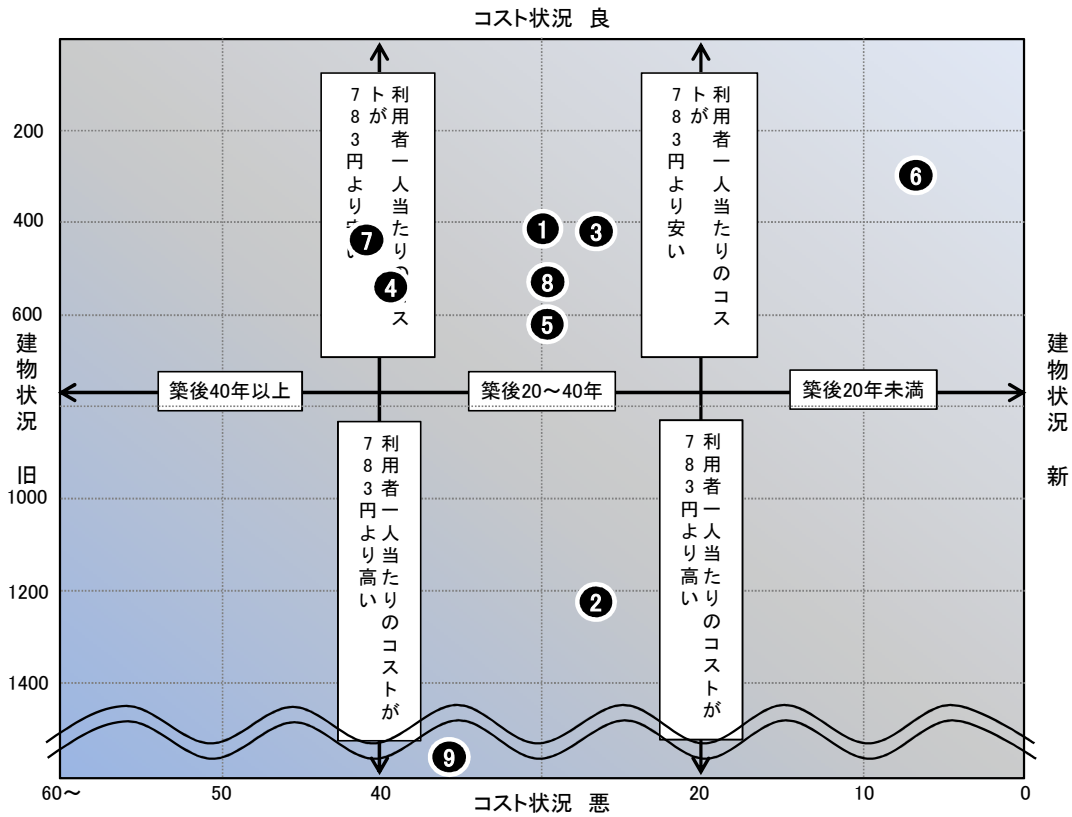 コスト状況 良
利用者一人当たりのコス
トが
783円より安い
利用者一人当たりのコス
トが
783円より
200
400
600
1000
1200
1400
6
1
3
7
8
4
5
建物状況 旧
建物状況 新
築後40年以上
築後20～40年
築後20年未満
利用者一人当たりのコストが
783円より高い
利用者一人当たりのコストが
783円より高い
2
9
60～
50
40
30
20
10
0
コスト状況 悪